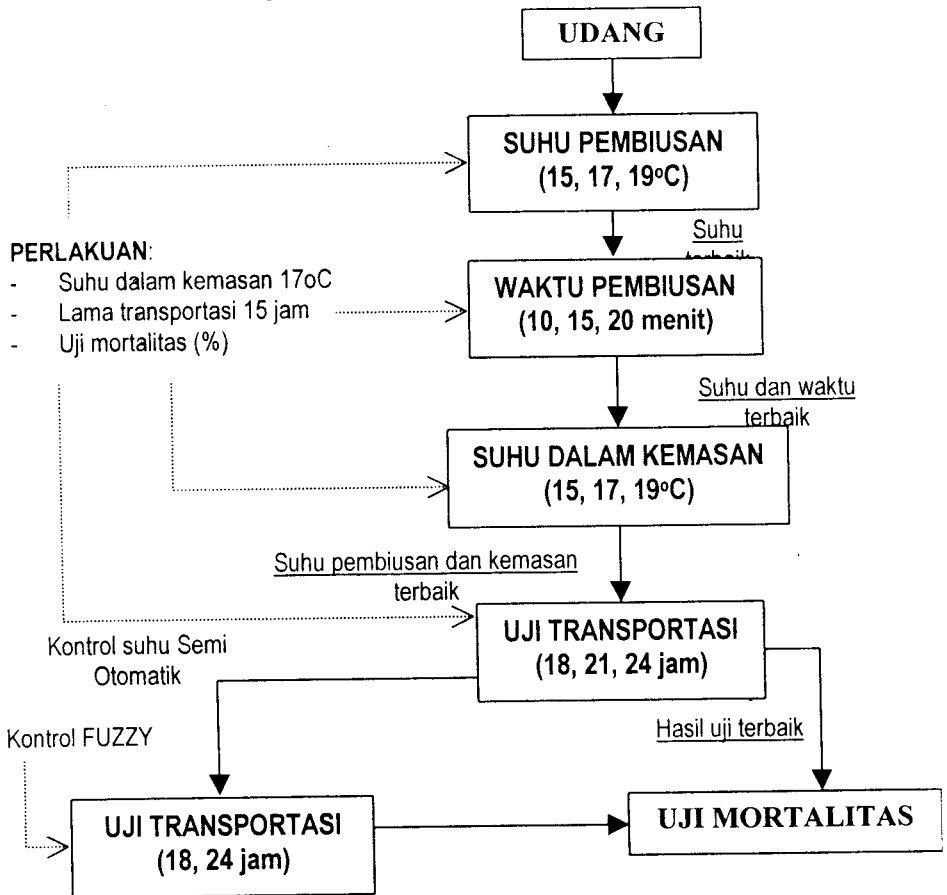 UDANG
SUHU PEMBIUSAN
(15, 17, 19ºC)
Suhu
terbaik
PERLAKUAN:
- Suhu dalam kemasan 17oC
- Lama transportasi 15 jam
- Uji mortalitas (%)
WAKTU PEMBIUSAN
(10, 15, 20 menit)
Suhu dan waktu
terbaik
SUHU DALAM KEMASAN
(15, 17, 19ºC)
Suhu pembiusan dan kemasan
terbaik
UJI TRANSPORTASI
(18, 21, 24 jam)
Kontrol suhu Semi
Otomatik
Hasil uji terbaik
Kontrol FUZZY
UJI TRANSPORTASI
(18, 24 jam)
UJI MORTALITAS